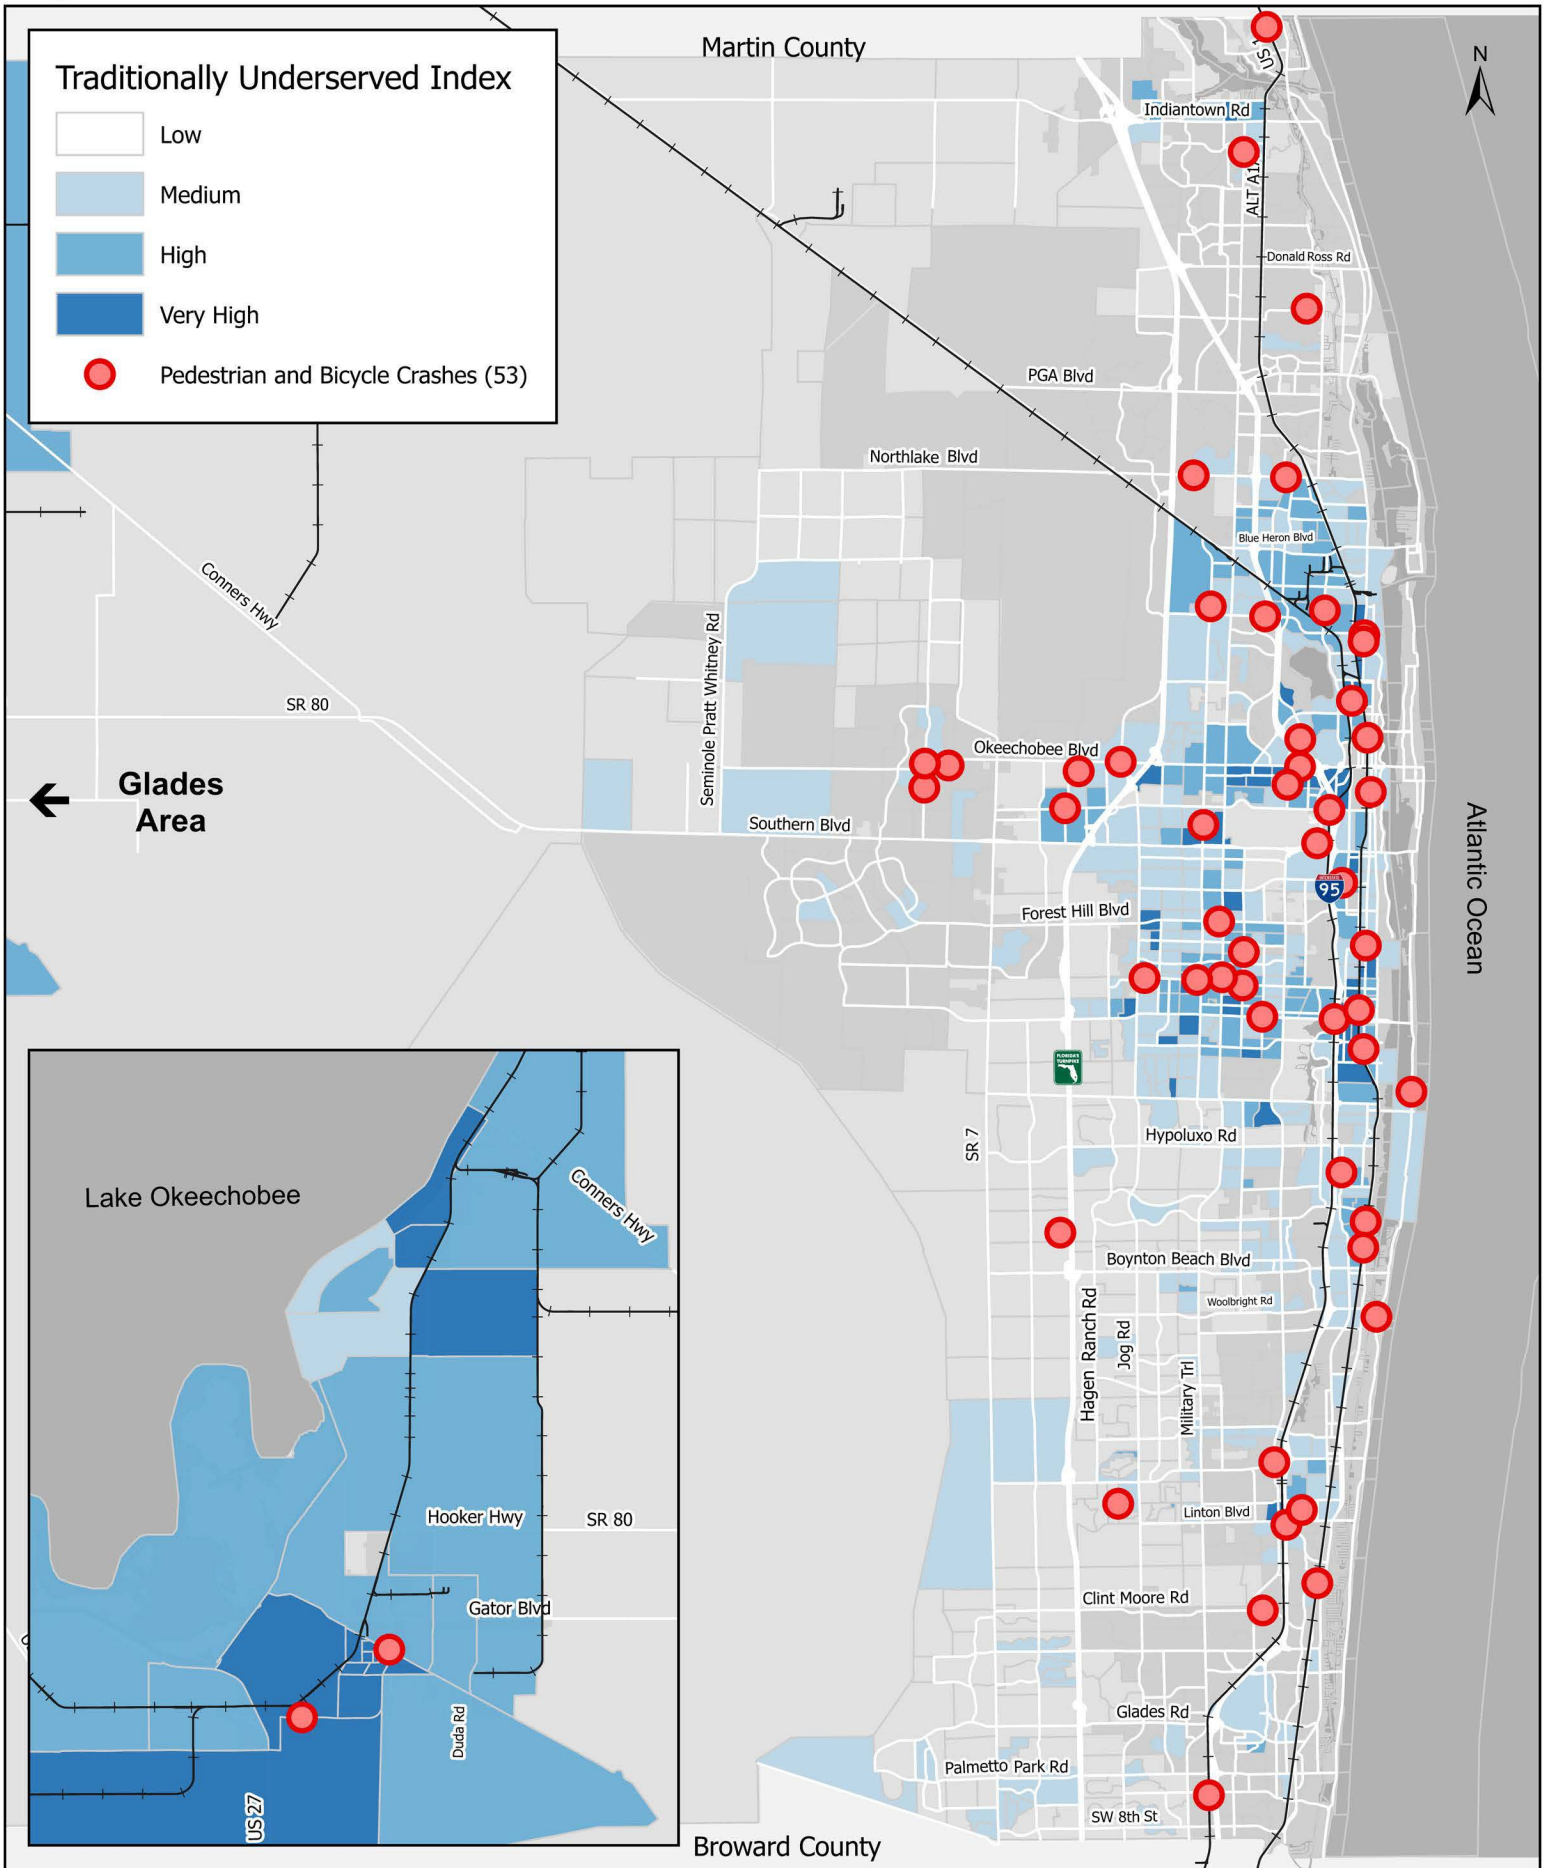 Martin County
N
US 1
Traditionally Underserved Index
Low
Medium
High
Very High
Pedestrian and Bicycle Crashes (53)
Indiantown Rd
ALT A1A
Donald Ross Rd
PGA Blvd
Northlake Blvd
Blue Heron Blvd
Conners Hwy
Seminole Pratt Whitney Rd
SR 80
Okeechobee Blvd
Glades
Area
Southern Blvd
Atlantic Ocean
INTERSTATE
95
Forest Hill Blvd
FLORIDA'S
TURNPIKE
SR 7
Hypoluxo Rd
Lake Okeechobee
Conners Hwy
Boynton Beach Blvd
Woolbright Rd
Hagen Ranch Rd
Jog Rd
Military Trl
Hooker Hwy
SR 80
Linton Blvd
Gator Blvd
Clint Moore Rd
Duda Rd
Glades Rd
Palmetto Park Rd
US 27
SW 8th St
Broward County